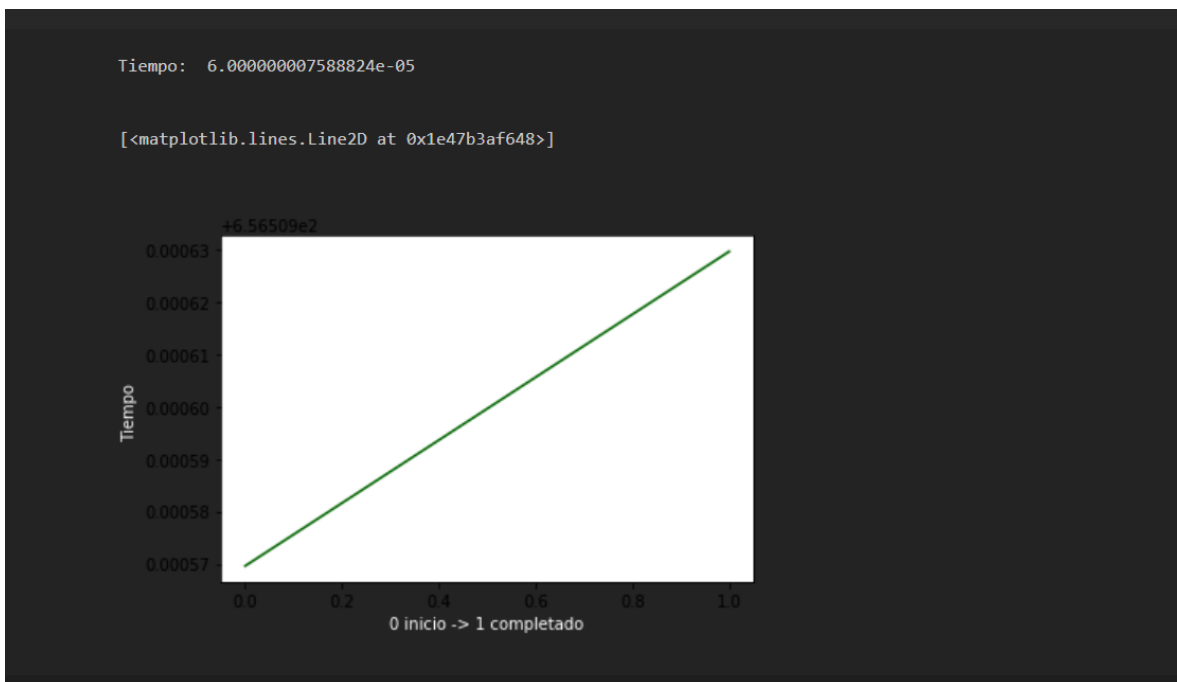 Tiempo:  6.000000007588824e-05
[<matplotlib.lines.Line2D at 0x1e47b3af648>]
+6.56509e2
0.00063
0.00062
0.00061
0.00060
0.00059
0.00058
0.00057
Tiempo
0.0 0.2 0.4 0.6 0.8 1.0
0 inicio -> 1 completado